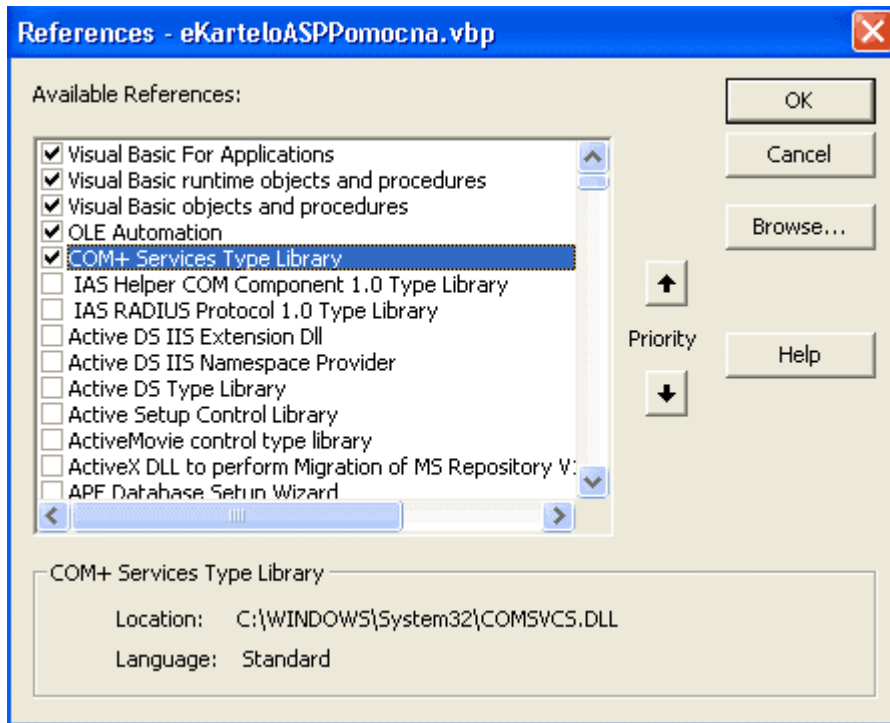 References - eKarteloASPPomocna.vbp
Available References:
Visual Basic For Applications
Visual Basic runtime objects and procedures
Visual Basic objects and procedures
OLE Automation
COM+ Services Type Library
IAS Helper COM Component 1.0 Type Library
IAS RADIUS Protocol 1.0 Type Library
Active DS IIS Extension Dll
Active DS IIS Namespace Provider
Active DS Type Library
Active Setup Control Library
ActiveMovie control type library
ActiveX DLL to perform Migration of MS Repository V1
APE Database Setup Wizard
OK
Cancel
Browse...
Priority
Help
COM+ Services Type Library
Location: C:\WINDOWS\System32\COMSVCS.DLL
Language: Standard